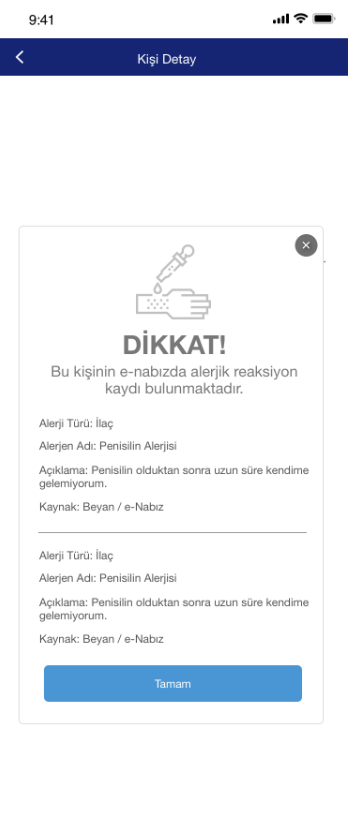 9:41
Kişi Detay
DİKKAT!
Bu kişinin e-nabızda alerjik reaksiyon
kaydı bulunmaktadır.
Alerji Türü: İlaç
Alerjen Adı: Penisilin Alerjisi
Açıklama: Penisilin olduktan sonra uzun süre kendime
gelemiyorum.
Kaynak: Beyan / e-Nabız
Alerji Türü: İlaç
Alerjen Adı: Penisilin Alerjisi
Açıklama: Penisilin olduktan sonra uzun süre kendime
gelemiyorum.
Kaynak: Beyan / e-Nabız
Tamam